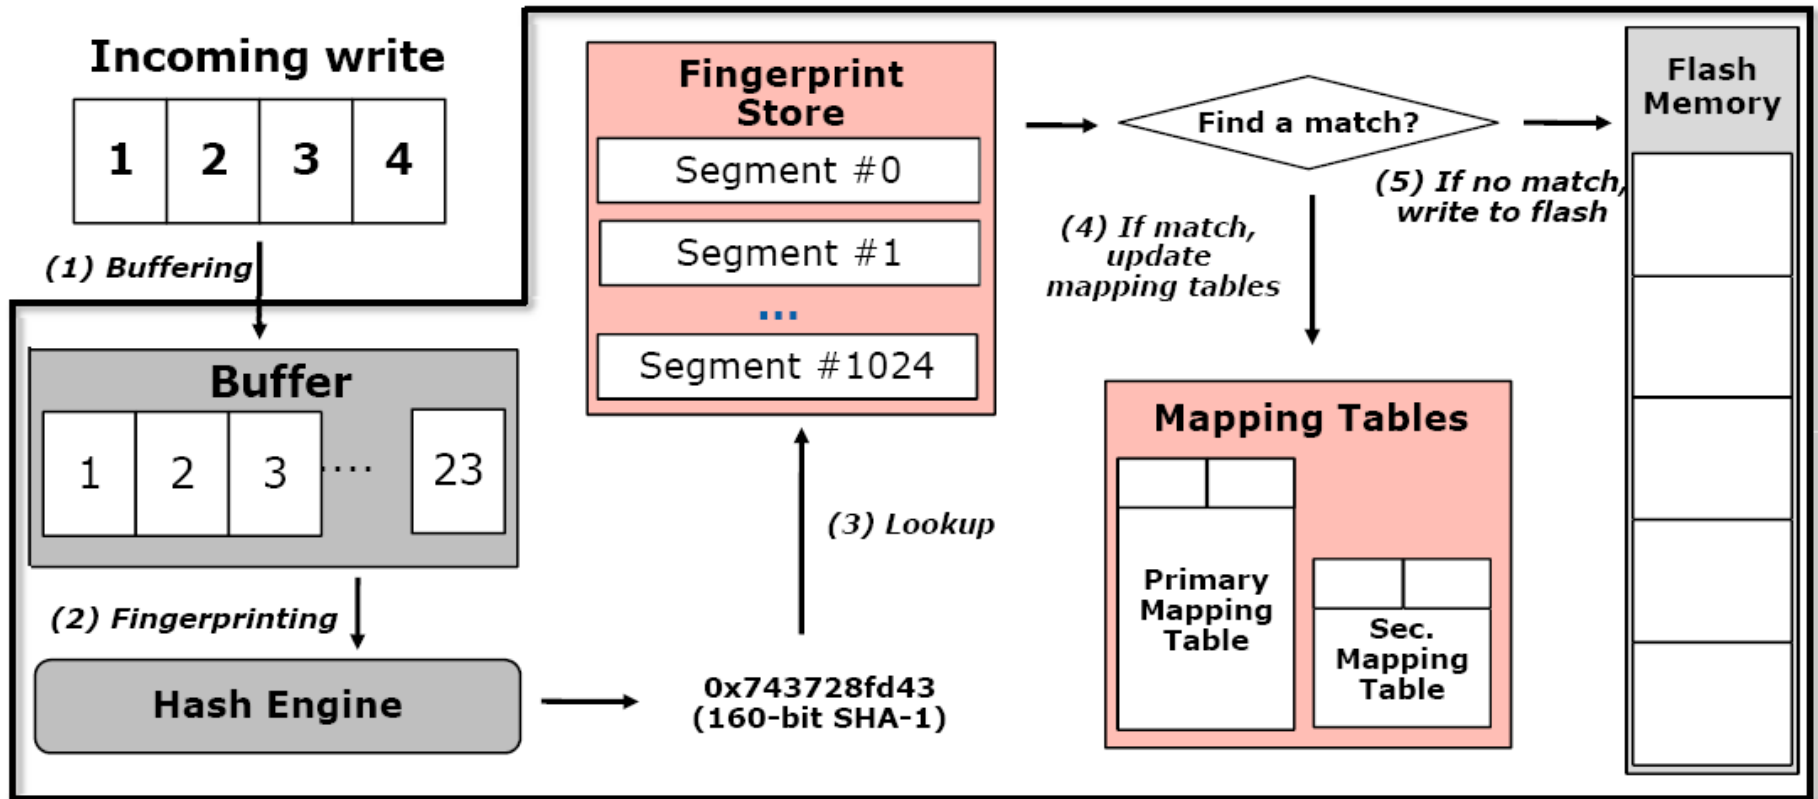 Incoming write
1 2 3 4
(1) Buffering
Buffer
1 2 3 .... 23
(2) Fingerprinting
Hash Engine
0x743728fd43
(160-bit SHA-1)
(3) Lookup
Fingerprint
Store
Segment #0
Segment #1
...
Segment #1024
Find a match?
(4) If match,
update
mapping tables
(5) If no match,
write to flash
Mapping Tables
Primary
Mapping
Table
Sec.
Mapping
Table
Flash
Memory